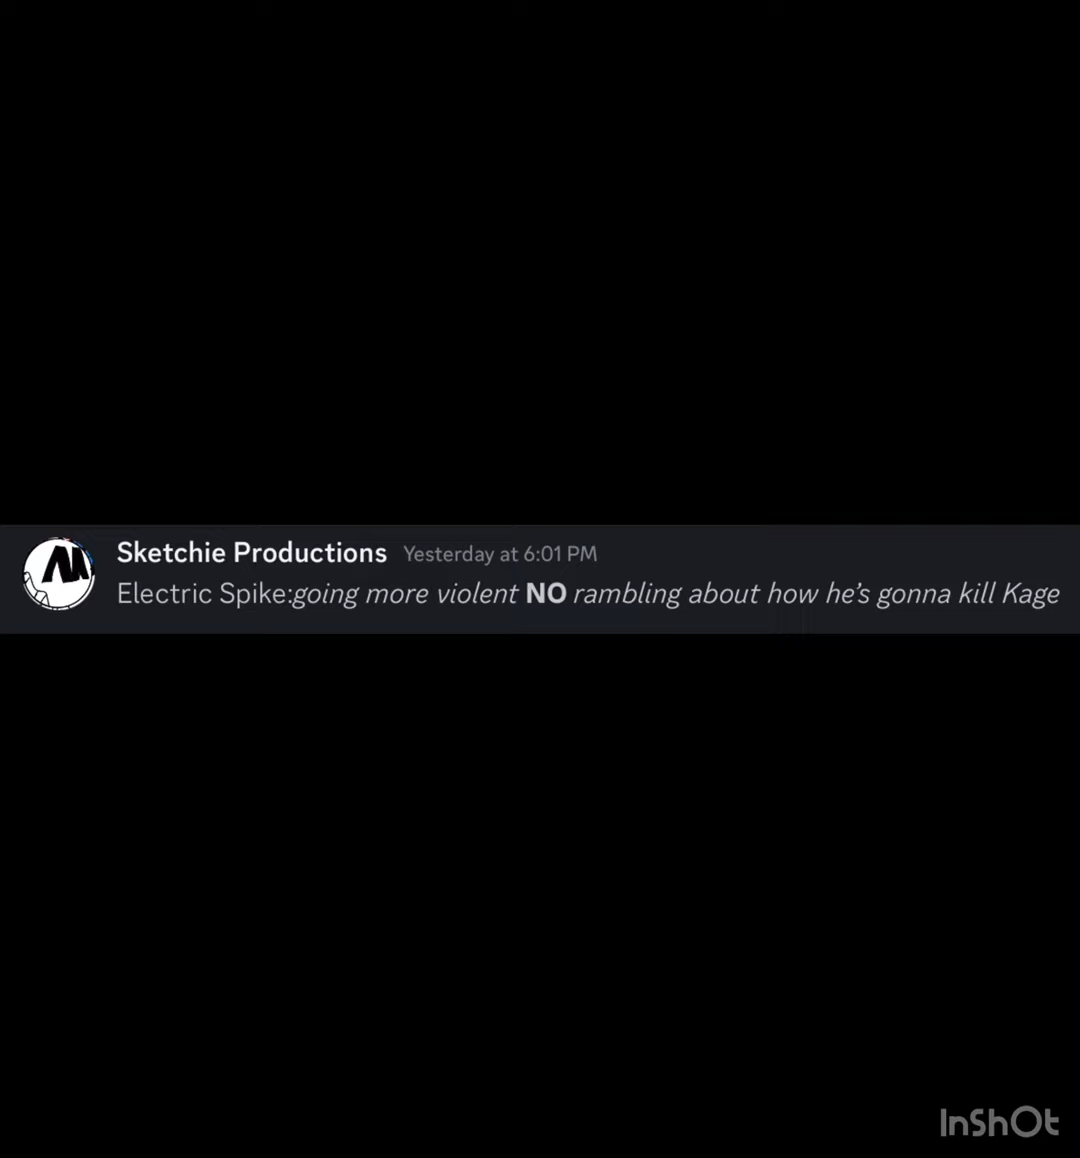 Sketchie Productions Yesterday at 6:01 PM
Electric Spike:going more violent NO rambling about how he's gonna kill Kage
InShOt